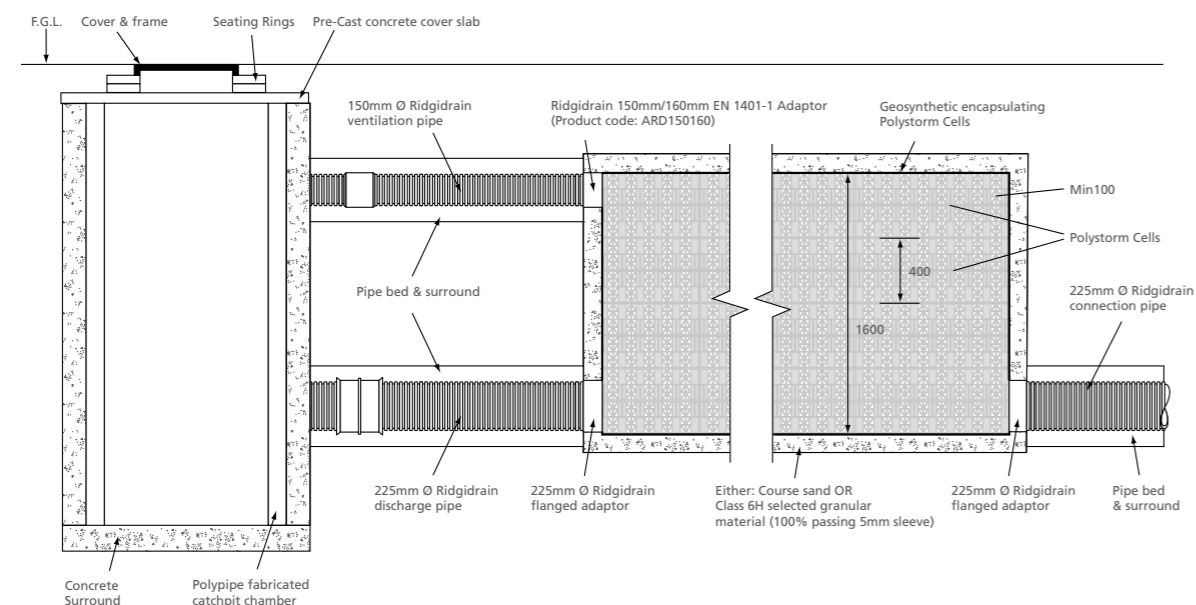 F.G.L.
Cover & frame
Seating Rings
Pre-Cast concrete cover slab
150mm Ø Ridgidrain
ventilation pipe
Ridgidrain 150mm/160mm EN 1401-1 Adaptor
(Product code: ARD150160)
Geosynthetic encapsulating
Polystorm Cells
Min100
Polystorm Cells
400
Pipe bed & surround
225mm Ø Ridgidrain
connection pipe
1600
225mm Ø Ridgidrain
discharge pipe
225mm Ø Ridgidrain
flanged adaptor
Either: Course sand OR
Class 6H selected granular
material (100% passing 5mm sleeve)
225mm Ø Ridgidrain
flanged adaptor
Pipe bed
& surround
Concrete
Surround
Polypipe fabricated
catchpit chamber